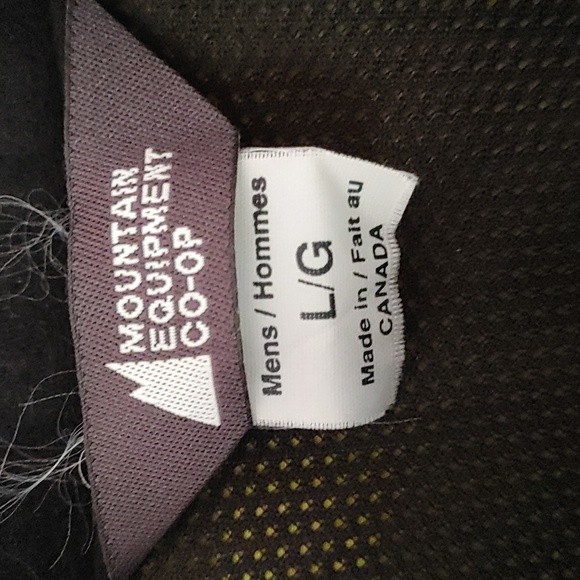 MOUNTAIN
EQUIPMENT
CO-OP
Mens / Hommes
L/G
Made in / Fait au
CANADA